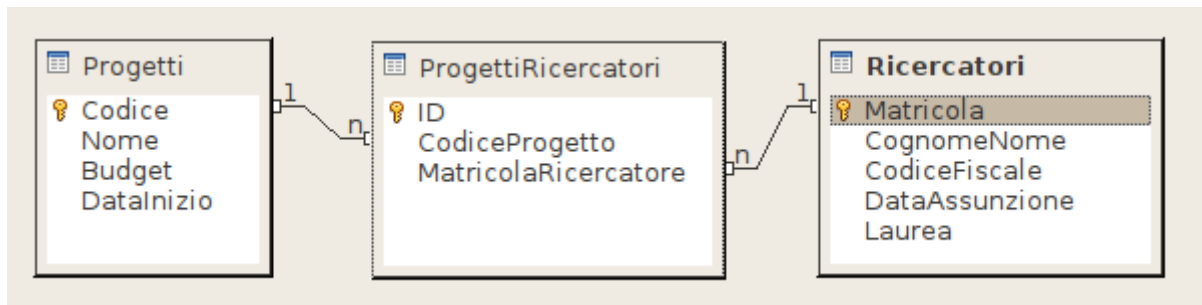 Progetti
Codice
Nome
Budget
DataInizio
1
n
ProgettiRicercatori
ID
CodiceProgetto
MatricolaRicercatore
n
1
Ricercatori
Matricola
CognomeNome
CodiceFiscale
DataAssunzione
Laurea